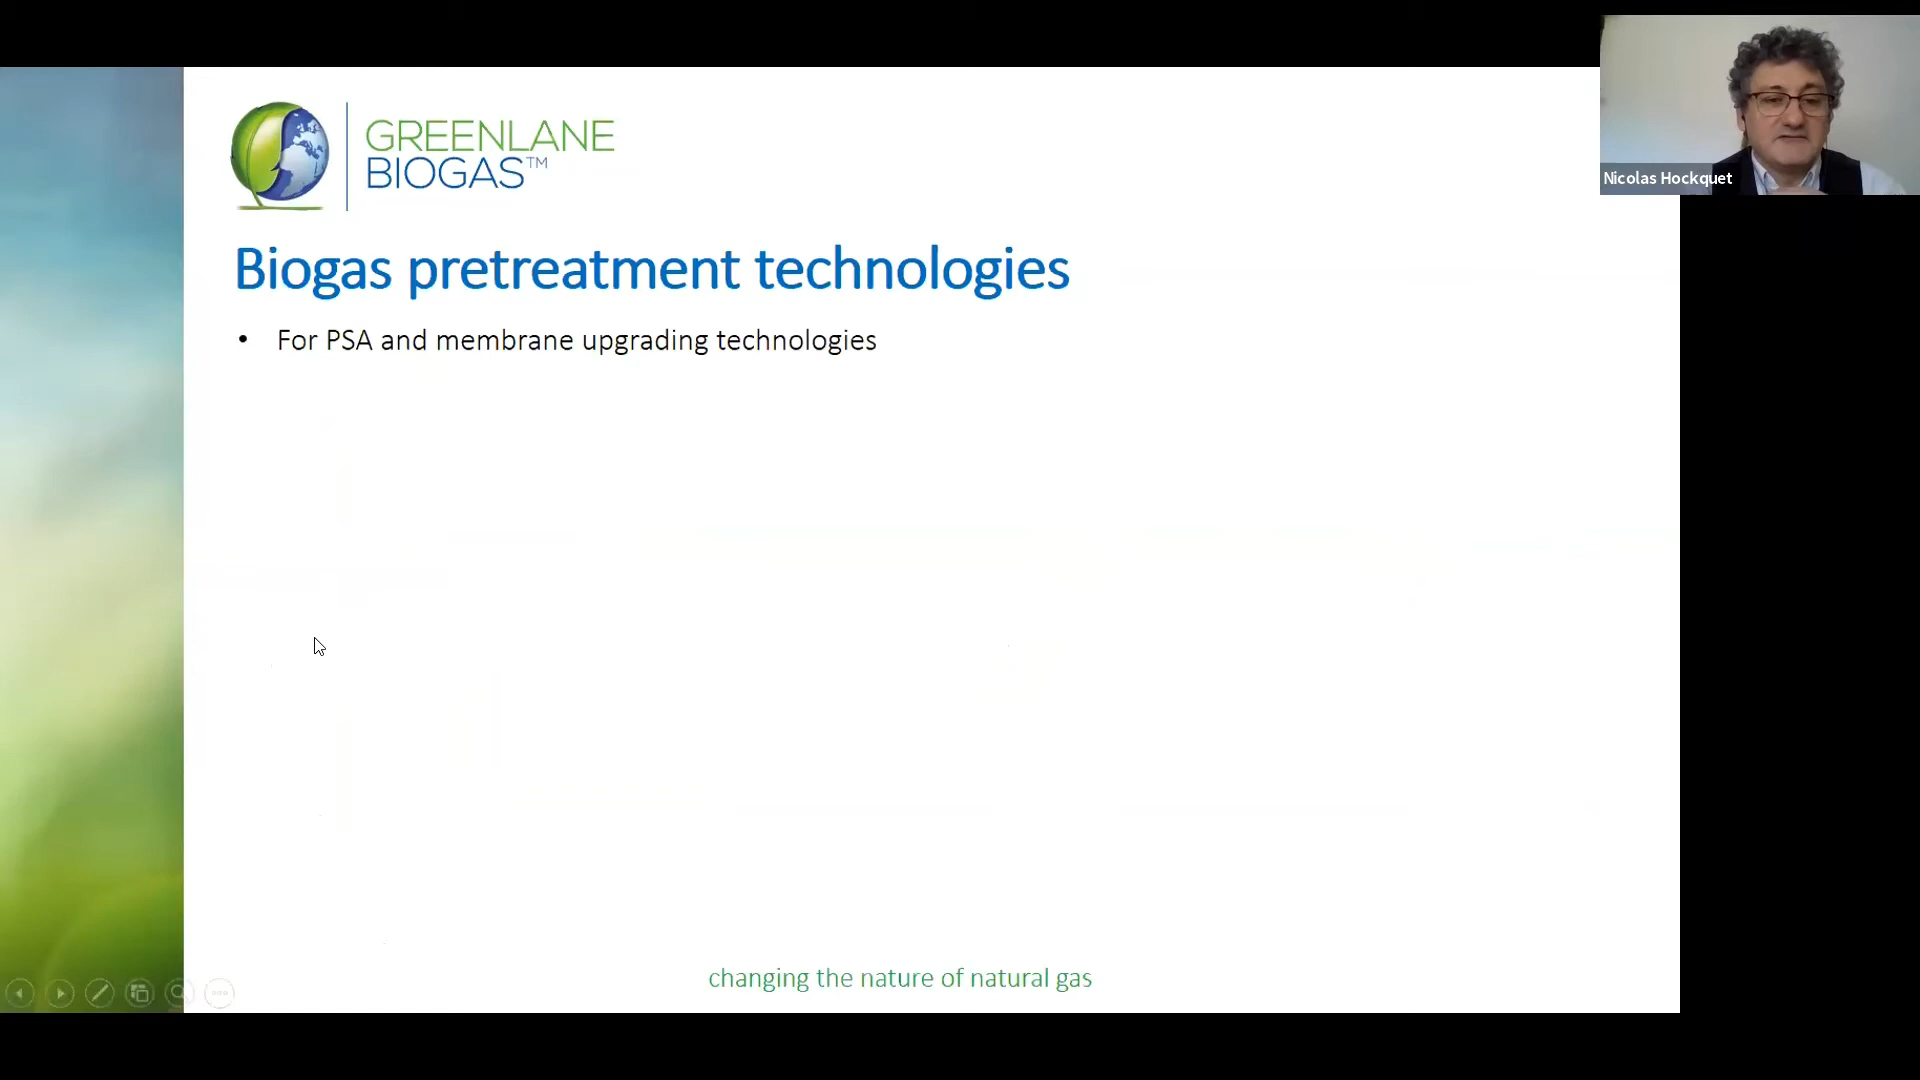 GREENLANE
BIOGAS™
Nicolas Hockquet
Biogas pretreatment technologies
• For PSA and membrane upgrading technologies
changing the nature of natural gas